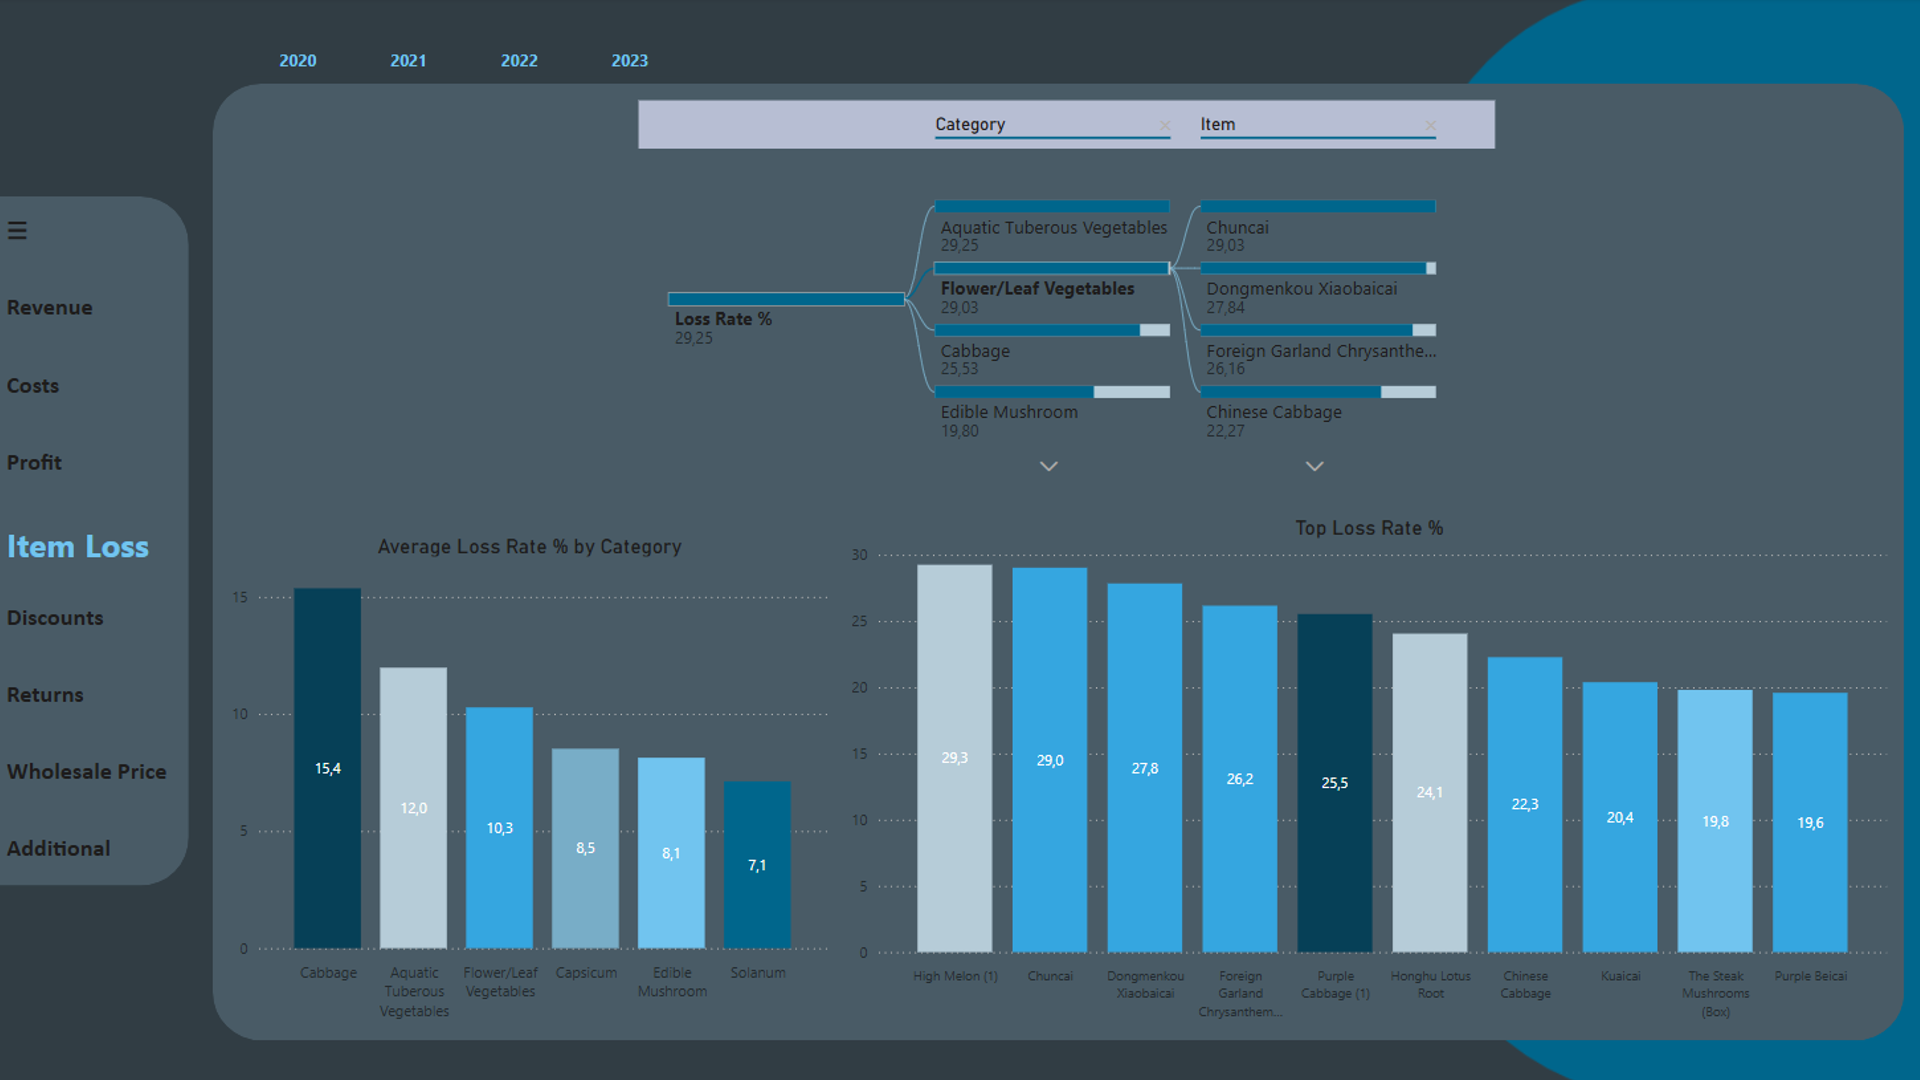 2020 2021 2022 2023
Category × Item ×
Revenue
Costs
Profit
Item Loss
Discounts
Returns
Wholesale Price
Additional
Loss Rate %
29,25
Aquatic Tuberous Vegetables
29,25
Flower/Leaf Vegetables
29,03
Cabbage
25,53
Edible Mushroom
19,80
Chuncai
29,03
Dongmenkou Xiaobaicai
27,84
Foreign Garland Chrysanthe...
26,16
Chinese Cabbage
22,27
Average Loss Rate % by Category
15
10
5
0
15,4
12,0
10,3
8,5
8,1
7,1
Cabbage
Aquatic
Tuberous
Vegetables
Flower/Leaf
Vegetables
Capsicum
Edible
Mushroom
Solanum
Top Loss Rate %
30
25
20
15
10
5
0
29,3
29,0
27,8
26,2
25,5
24,1
22,3
20,4
19,8
19,6
High Melon (1)
Chuncai
Dongmenkou
Xiaobaicai
Foreign
Garland
Chrysanthem...
Purple
Cabbage (1)
Honghu Lotus
Root
Chinese
Cabbage
Kuaicai
The Steak
Mushrooms
(Box)
Purple Beicai